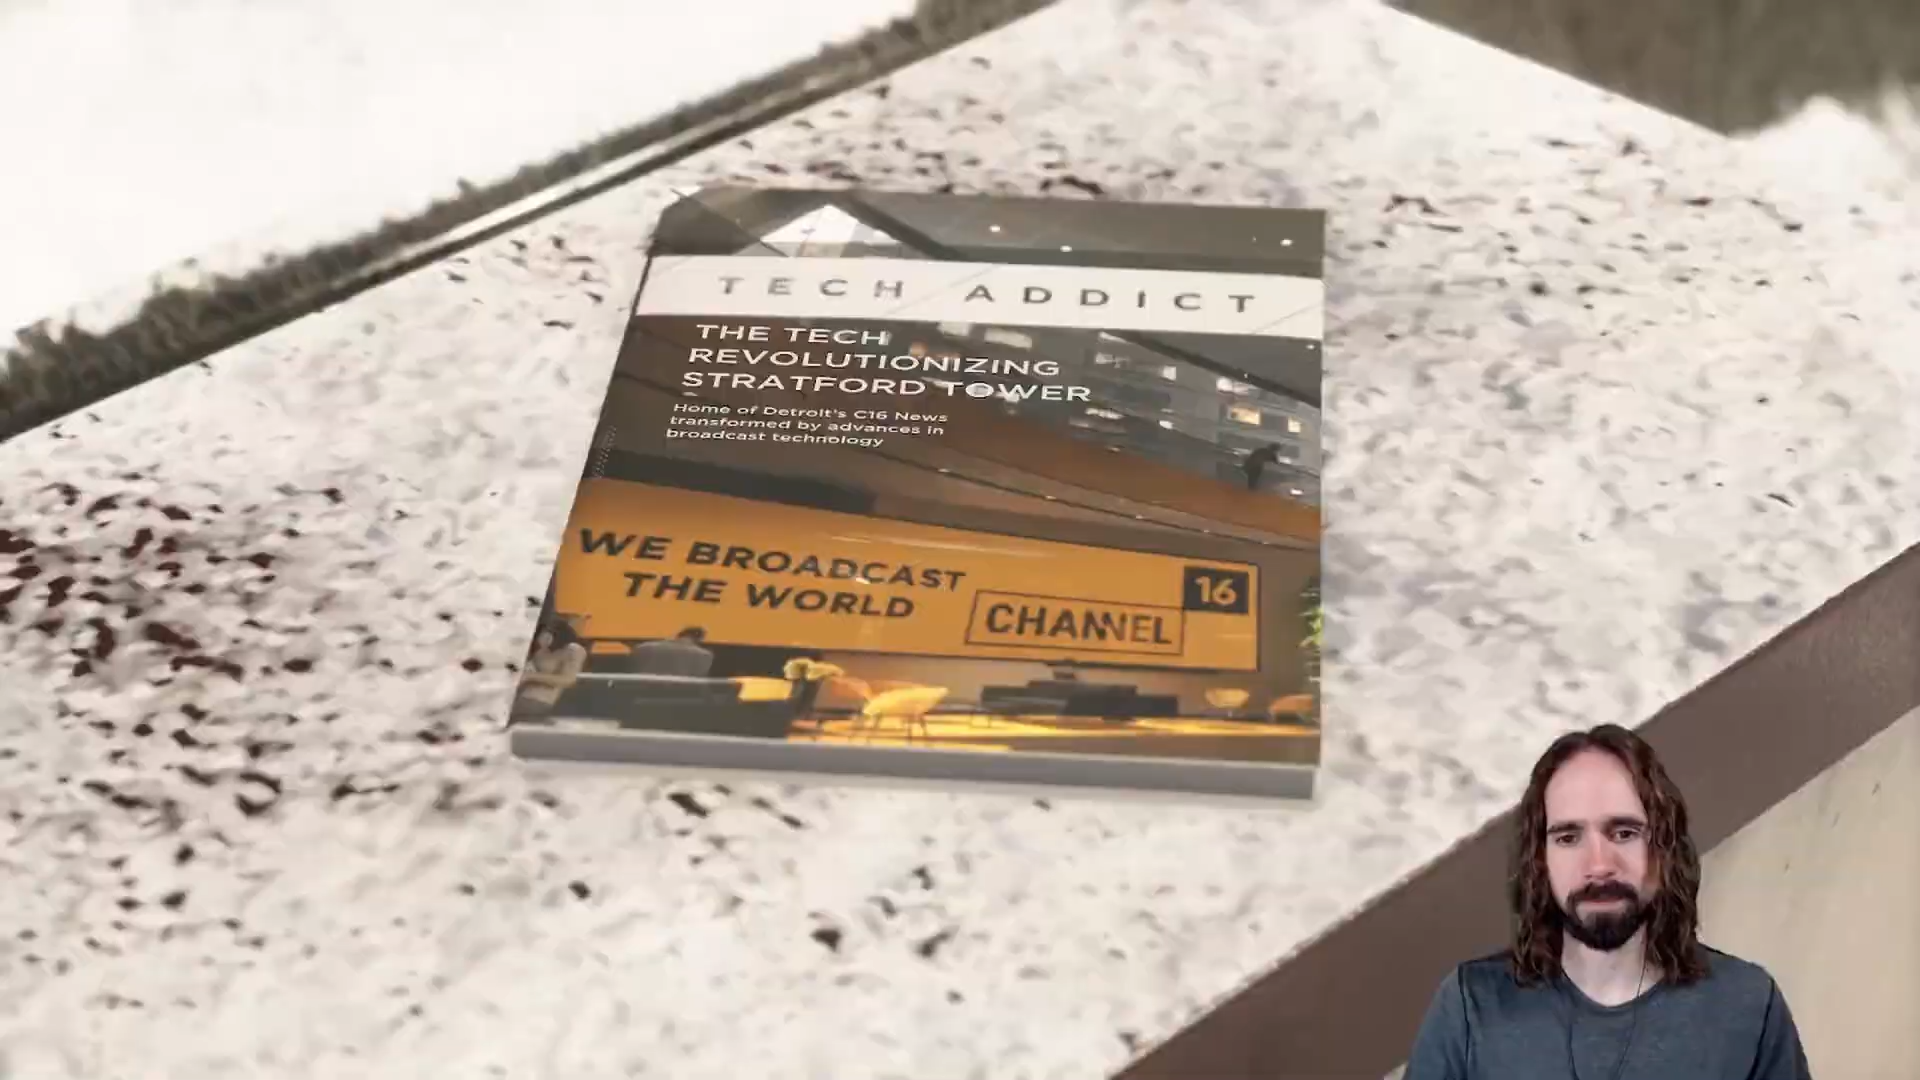 TECH ADDICT
THE TECH
REVOLUTIONIZING
STRATFORD TOWER
Home of Detroit's C16 News
transformed by advances in
broadcast technology
WE BROADCAST
THE WORLD
CHANNEL
16